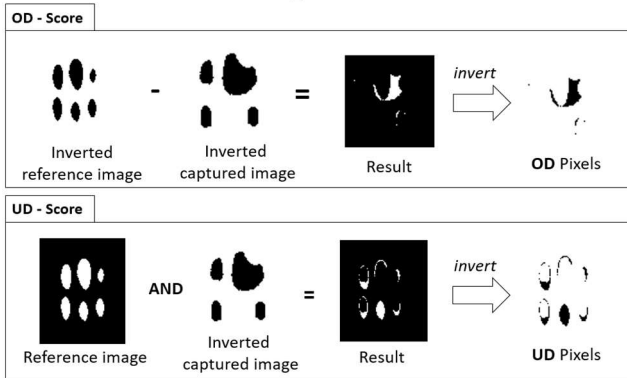 OD - Score
- = invert
Inverted reference image
Inverted captured image
Result
OD Pixels
UD - Score
AND = invert
Reference image
Inverted captured image
Result
UD Pixels